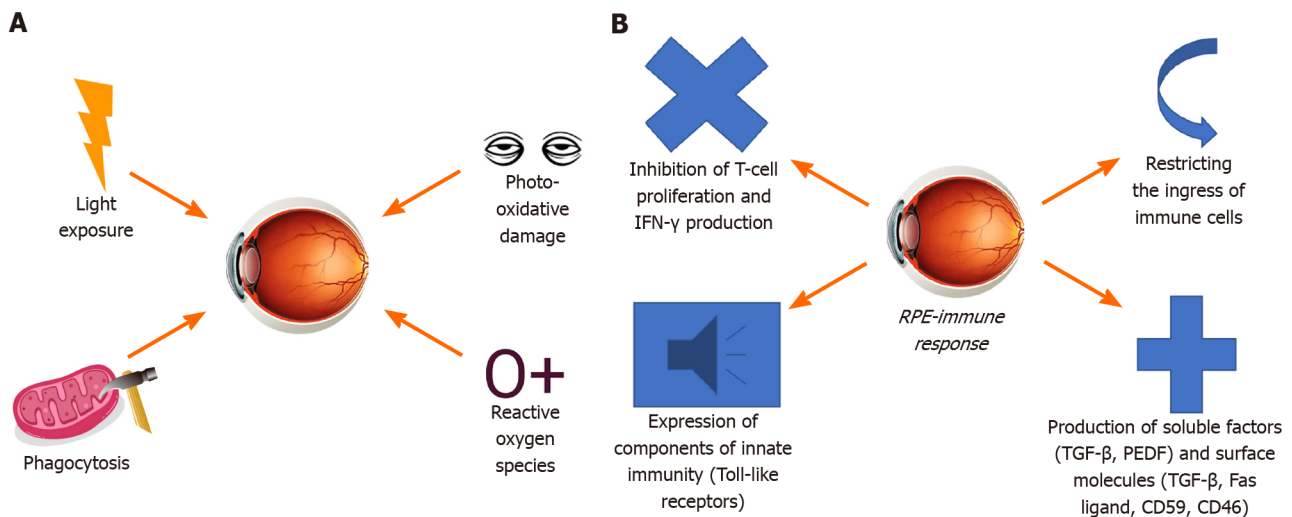 A
Light
exposure
Photo-
oxidative
damage
Phagocytosis
O+
Reactive
oxygen
species
B
Inhibition of T-cell
proliferation and
IFN-γ production
Restricting
the ingress of
immune cells
RPE-immune
response
Expression of
components of innate
immunity (Toll-like
receptors)
Production of soluble factors
(TGF-β, PEDF) and surface
molecules (TGF-β, Fas
ligand, CD59, CD46)